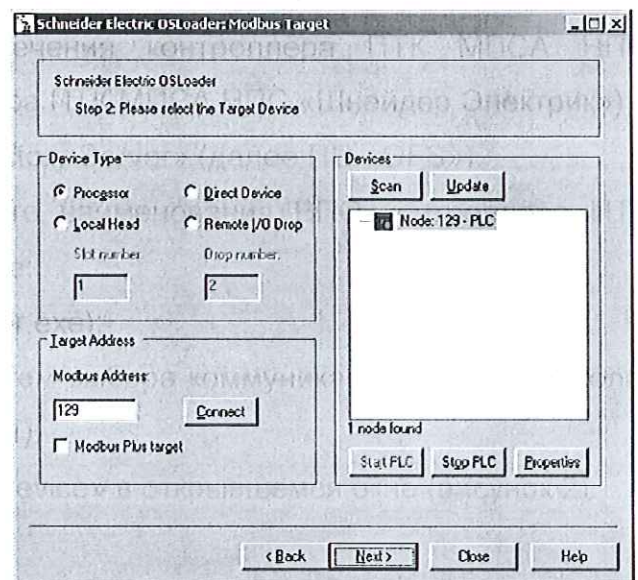 Schneider Electric OSLoader: Modbus Target
Schneider Electric OSLoader
Step 2: Please select the Target Device
Device Type
Processor
Direct Device
Local Head
Remote I/O Drop
Slot number:
Drop number:
1
2
Target Address
Modbus Address:
129
Connect
Modbus Plus target
Devices
Scan
Update
Node: 129 - PLC
1 node found
Start PLC
Stop PLC
Properties
< Back
Next >
Close
Help